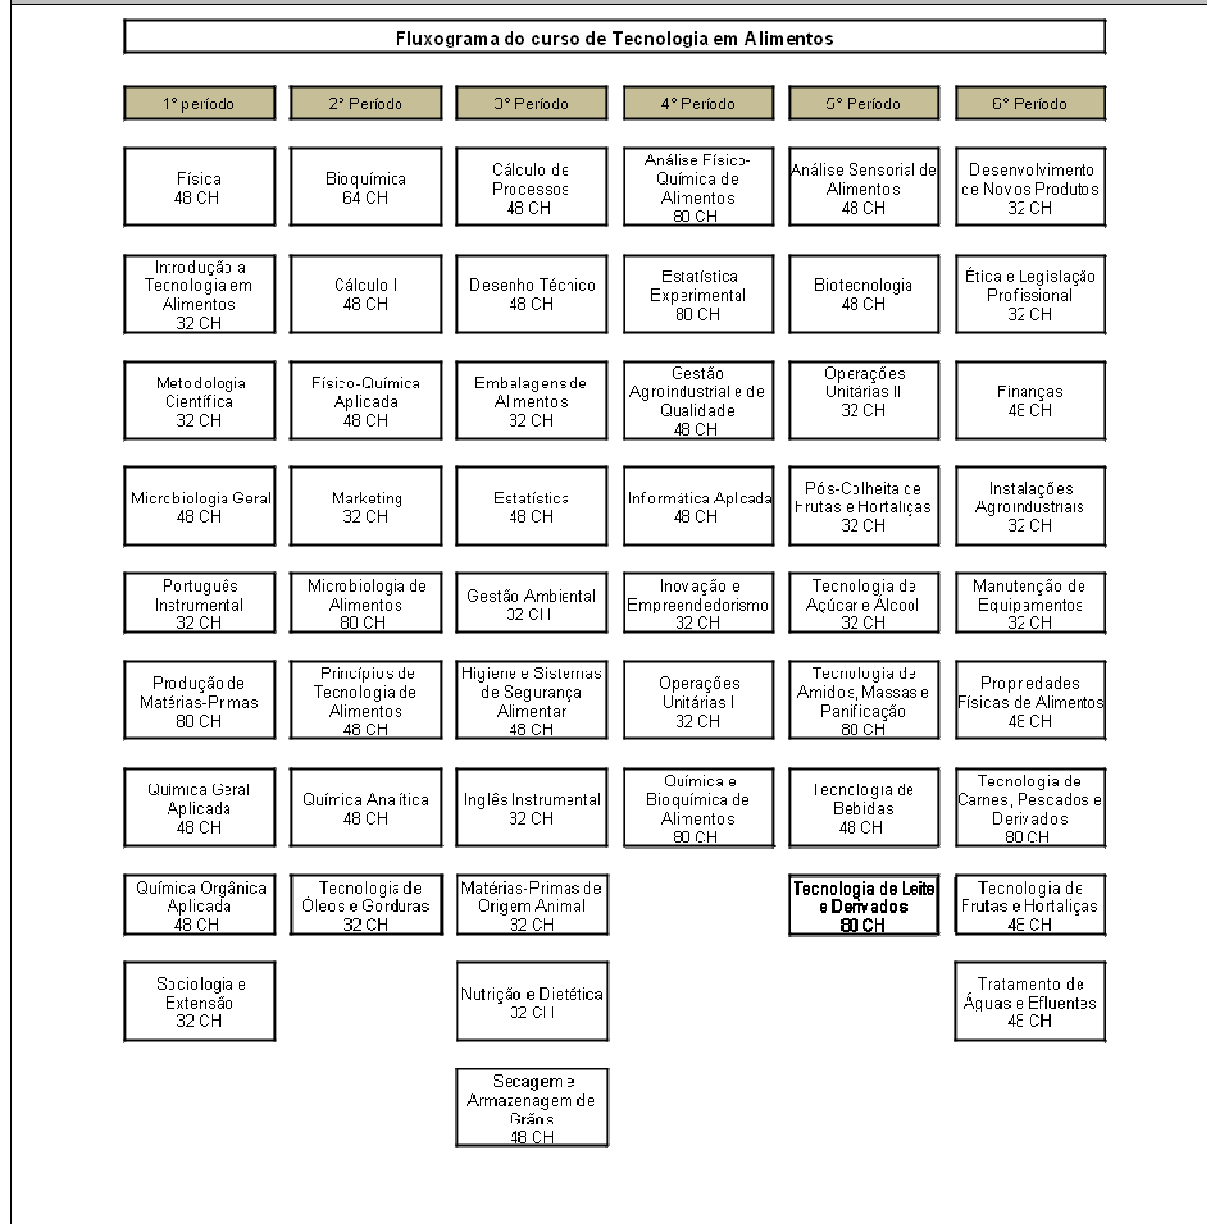 Fluxograma do curso de Tecnologia em Alimentos
1º período
2º Período
3º Período
4º Período
5º Período
6º Período
Física
48 CH
Bioquímica
64 CH
Cálculo de
Processos
48 CH
Análise Físico-
Química de
Alimentos
80 CH
Análise Sensorial de
Alimentos
48 CH
Desenvolvimento
de Novos Produtos
32 CH
Introdução a
Tecnologia em
Alimentos
32 CH
Cálculo I
48 CH
Desenho Técnico
48 CH
Estatística
Experimental
80 CH
Biotecnologia
48 CH
Ética e Legislação
Profissional
32 CH
Metodologia
Científica
32 CH
Físico-Química
Aplicada
48 CH
Embalagens de
Alimentos
32 CH
Gestão
Agroindustrial e de
Qualidade
48 CH
Operações
Unitárias II
32 CH
Finanças
48 CH
Microbiologia Geral
48 CH
Marketing
32 CH
Estatística
48 CH
Informática Aplcada
48 CH
Pós-Colheita de
Frutas e Hortaliças
32 CH
Instalações
Agroindustriais
32 CH
Português
Instrumental
32 CH
Microbiologia de
Alimentos
80 CH
Gestão Ambiental
32 CH
Inovação e
Empreendedorismo
32 CH
Tecnologia de
Açúcar e Álcool
32 CH
Manutenção de
Equipamentos
32 CH
Produção de
Matérias-Primas
80 CH
Princípios de
Tecnologia de
Alimentos
48 CH
Higiene e Sistemas
de Segurança
Alimentar
48 CH
Operações
Unitárias I
32 CH
Tecnologia de
Amidos, Massas e
Panificação
80 CH
Propriedades
Físicas de Alimentos
48 CH
Química Geral
Aplicada
48 CH
Química Analítica
48 CH
Inglês Instrumental
32 CH
Química e
Bioquímica de
Alimentos
80 CH
Tecnologia de
Bebidas
48 CH
Tecnologia de
Carnes, Pescados e
Derivados
80 CH
Química Orgânica
Aplicada
48 CH
Tecnologia de
Óleos e Gorduras
32 CH
Matérias-Primas de
Origem Animal
32 CH
Tecnologia de Leite
e Derivados
80 CH
Tecnologia de
Frutas e Hortaliças
48 CH
Sociologia e
Extensão
32 CH
Nutrição e Dietética
32 CH
Tratamento de
Águas e Efluentes
48 CH
Secagem e
Armazenagem de
Grãos
48 CH